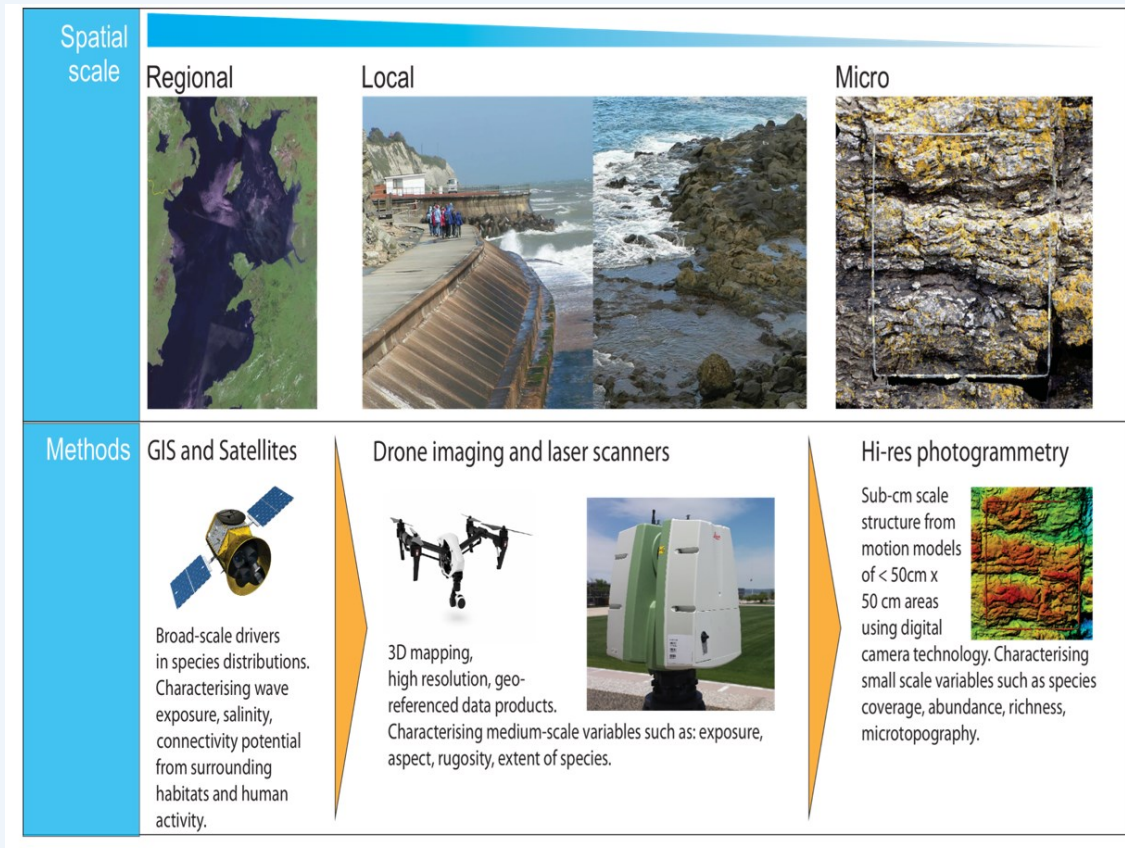 Spatial
scale
Regional
Local
Micro
Methods
GIS and Satellites
Broad-scale drivers
in species distributions.
Characterising wave
exposure, salinity,
connectivity potential
from surrounding
habitats and human
activity.
Drone imaging and laser scanners
3D mapping,
high resolution, geo-
referenced data products.
Characterising medium-scale variables such as: exposure,
aspect, rugosity, extent of species.
Hi-res photogrammetry
Sub-cm scale
structure from
motion models
of < 50cm x
50 cm areas
using digital
camera technology. Characterising
small scale variables such as species
coverage, abundance, richness,
microtopography.